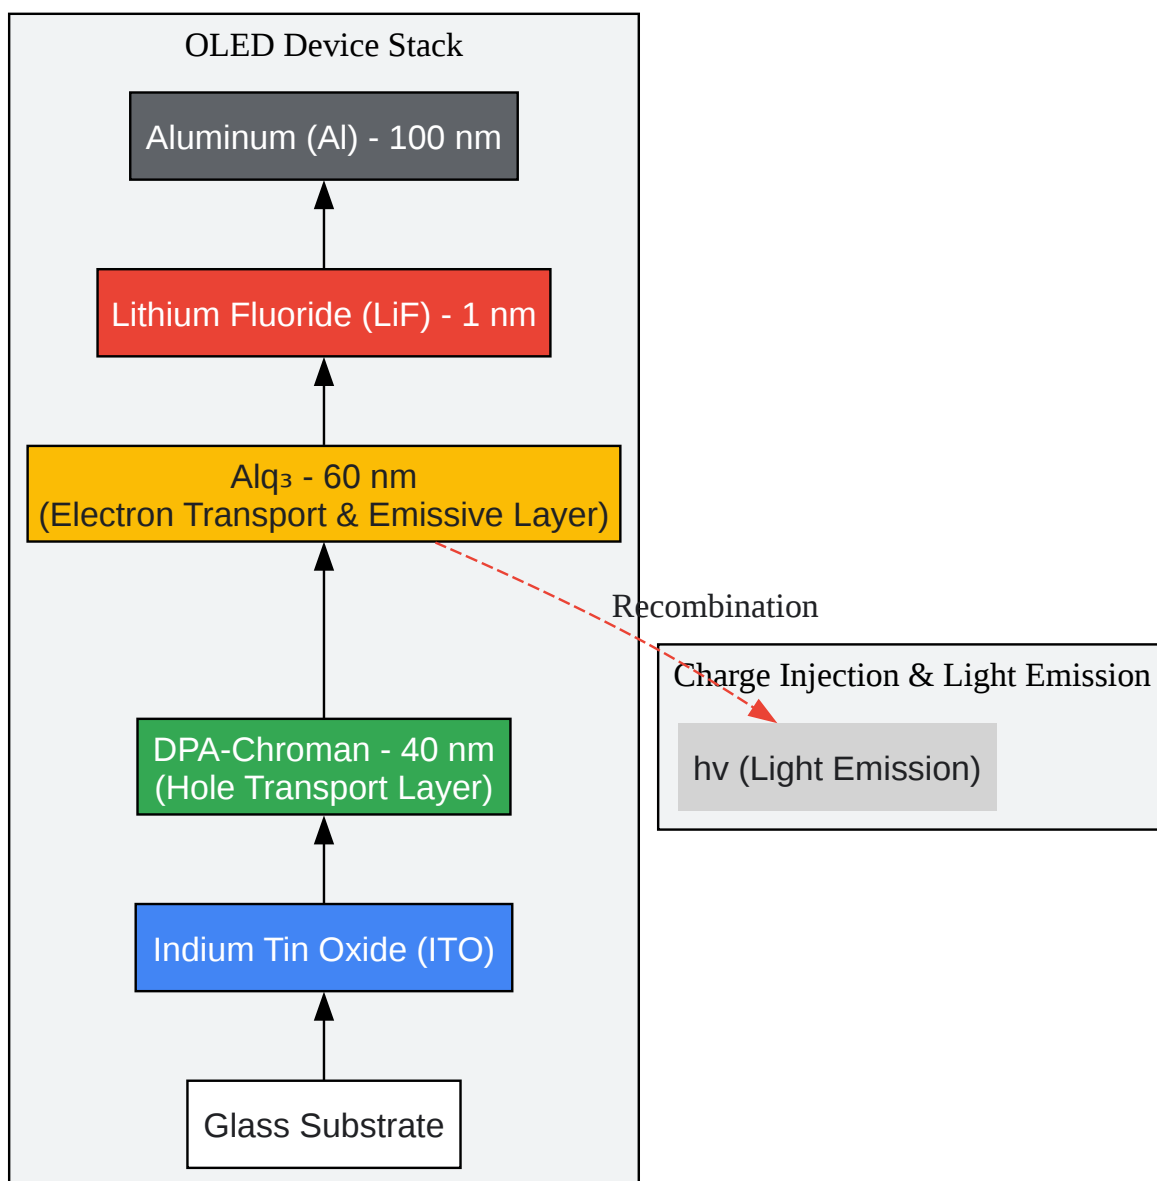 OLED Device Stack
Aluminum (Al) - 100 nm
Lithium Fluoride (LiF) - 1 nm
Alq₃ - 60 nm
(Electron Transport & Emissive Layer)
Recombination
Charge Injection & Light Emission
DPA-Chroman - 40 nm
(Hole Transport Layer)
hv (Light Emission)
Indium Tin Oxide (ITO)
Glass Substrate